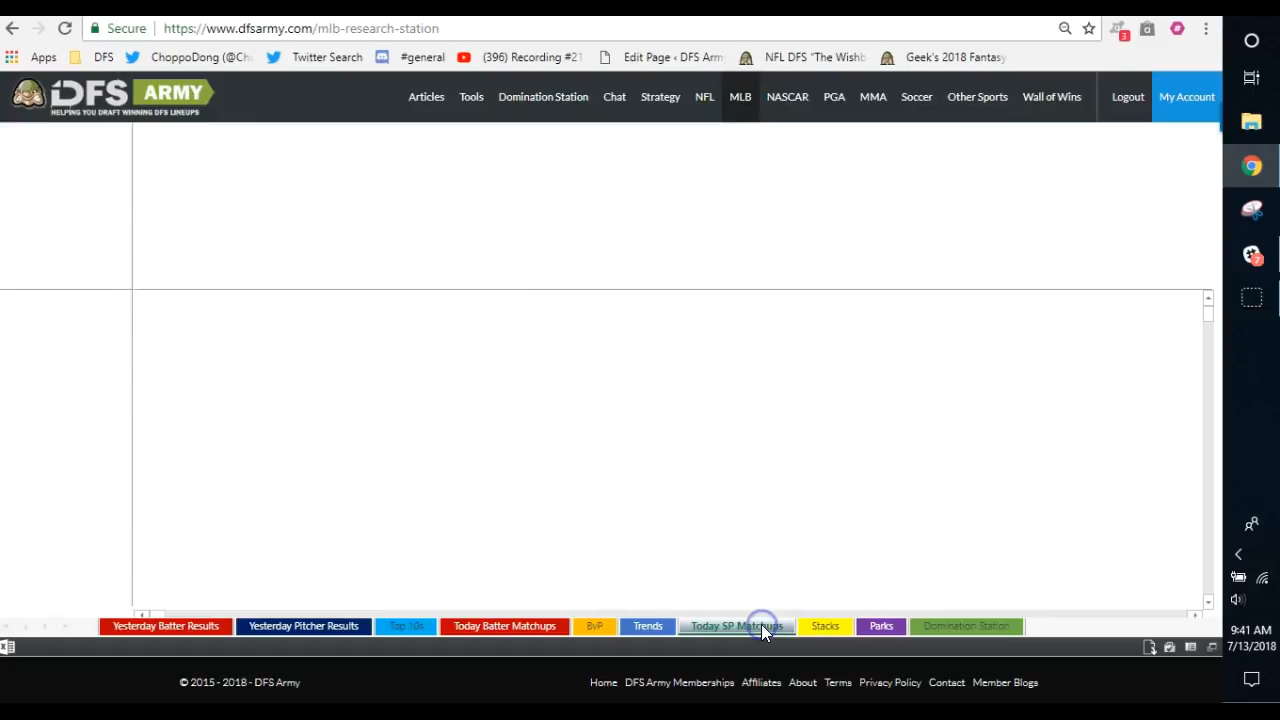 Secure https://www.dfsarmy.com/mlb-research-station
Apps DFS ChoppoDong (@Ch Twitter Search #general (396) Recording #21 Edit Page ‹ DFS Arm NFL DFS "The Wishb Geek's 2018 Fantasy
3
DFS ARMY
HELPING YOU DRAFT WINNING DFS LINEUPS
Articles Tools Domination Station Chat Strategy NFL MLB NASCAR PGA MMA Soccer Other Sports Wall of Wins Logout My Account
7
Yesterday Batter Results Yesterday Pitcher Results Top 10s Today Batter Matchups BvP Trends Today SP Matchups Stacks Parks Domination Station
9:41 AM
7/13/2018
© 2015 - 2018 - DFS Army Home DFS Army Memberships Affiliates About Terms Privacy Policy Contact Member Blogs